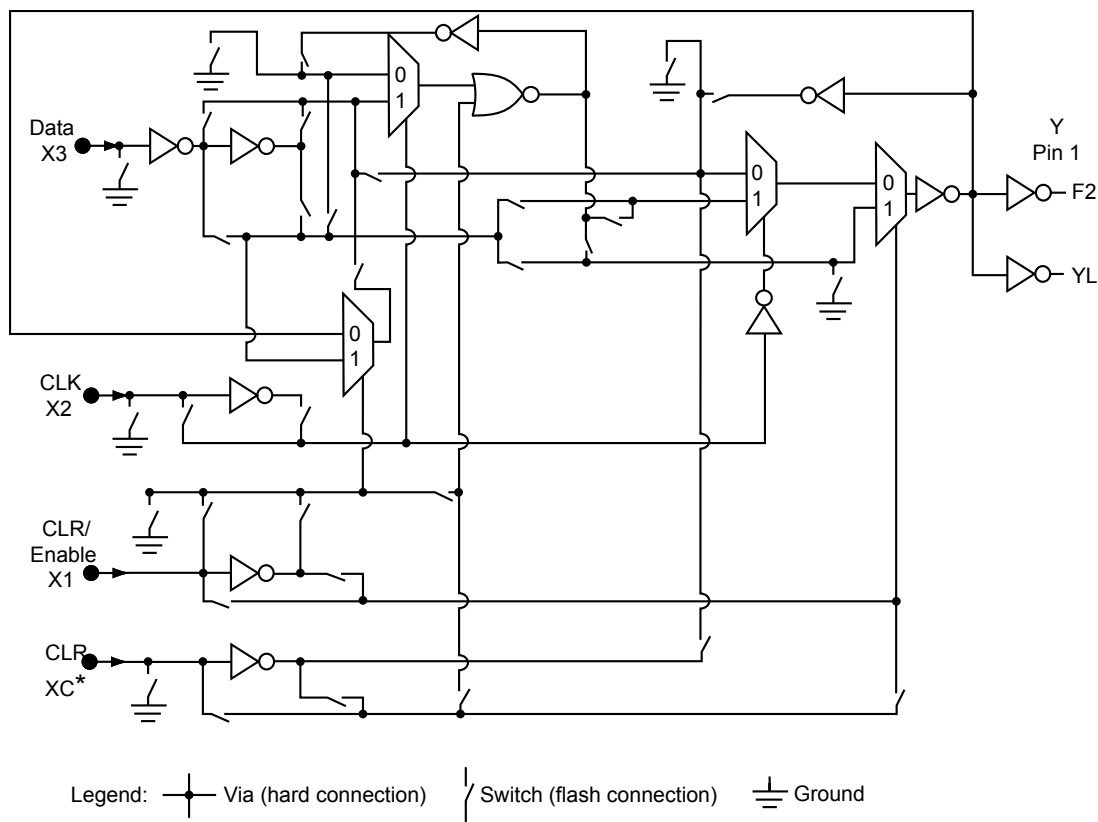 0
1
Data
X3
0
1
0
1
Y
Pin 1
F2
YL
0
1
CLK
X2
CLR/
Enable
X1
CLR
XC*
Legend: Via (hard connection) Switch (flash connection) Ground